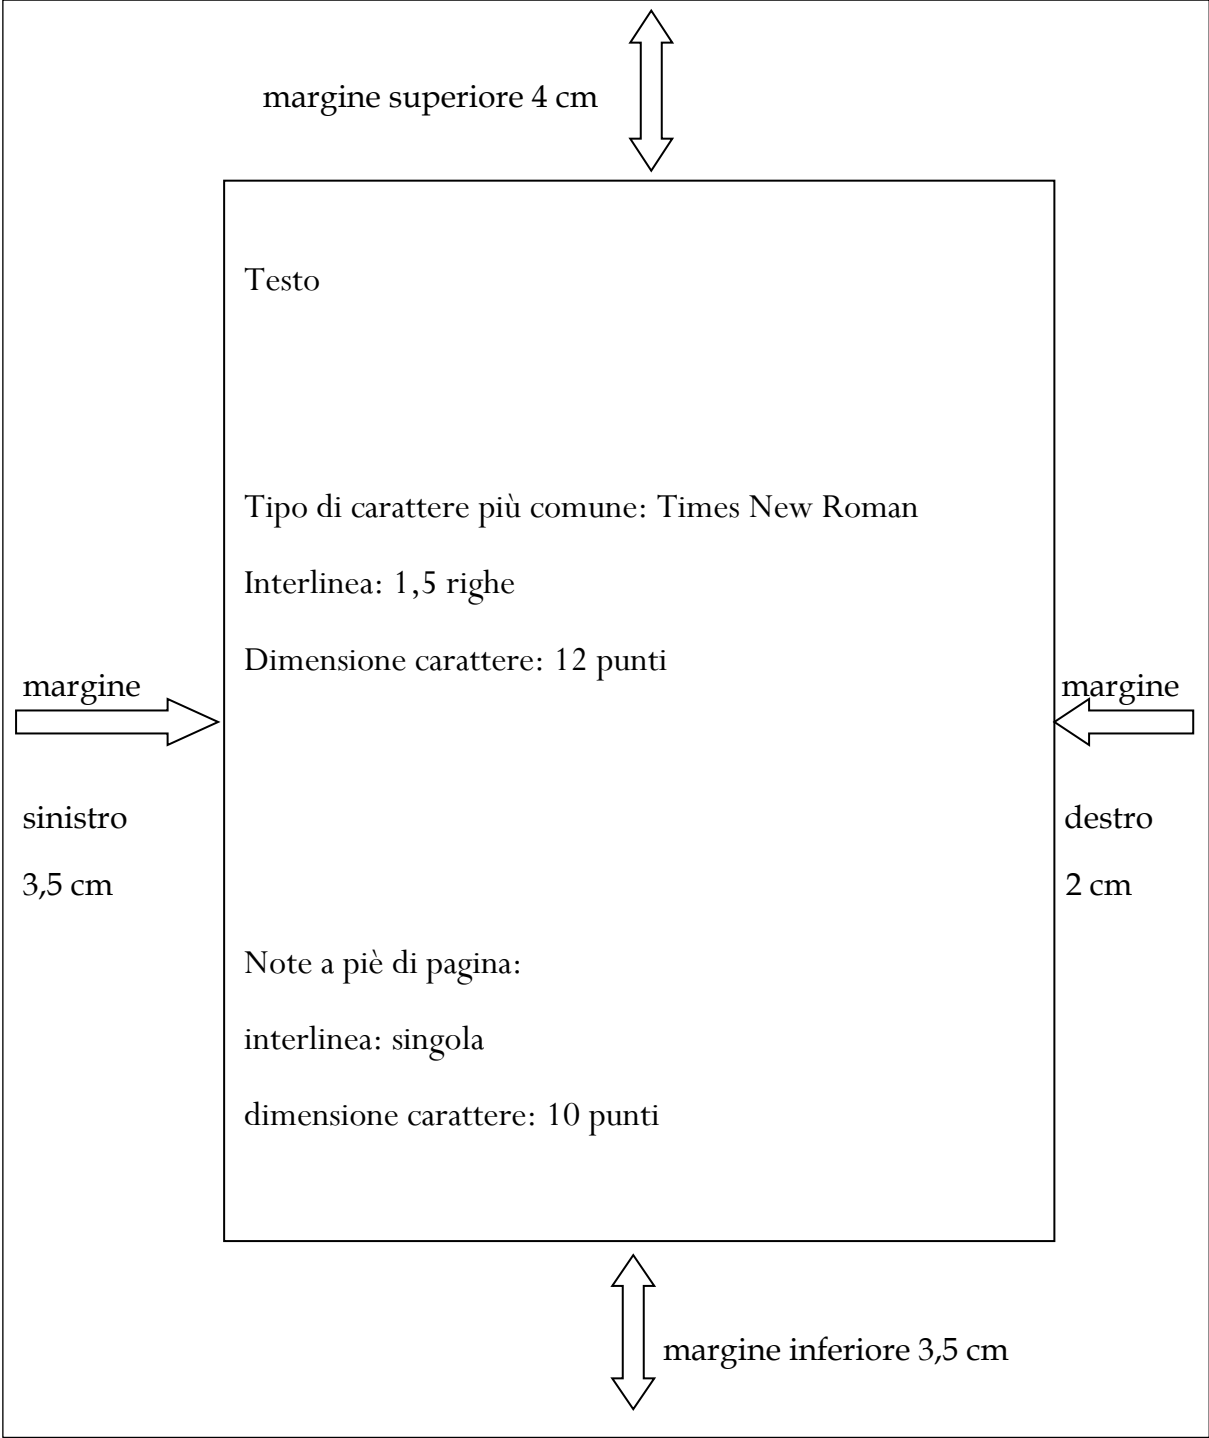 margine superiore 4 cm
Testo
Tipo di carattere più comune: Times New Roman
Interlinea: 1,5 righe
Dimensione carattere: 12 punti
margine
sinistro
3,5 cm
margine
destro
2 cm
Note a piè di pagina:
interlinea: singola
dimensione carattere: 10 punti
margine inferiore 3,5 cm